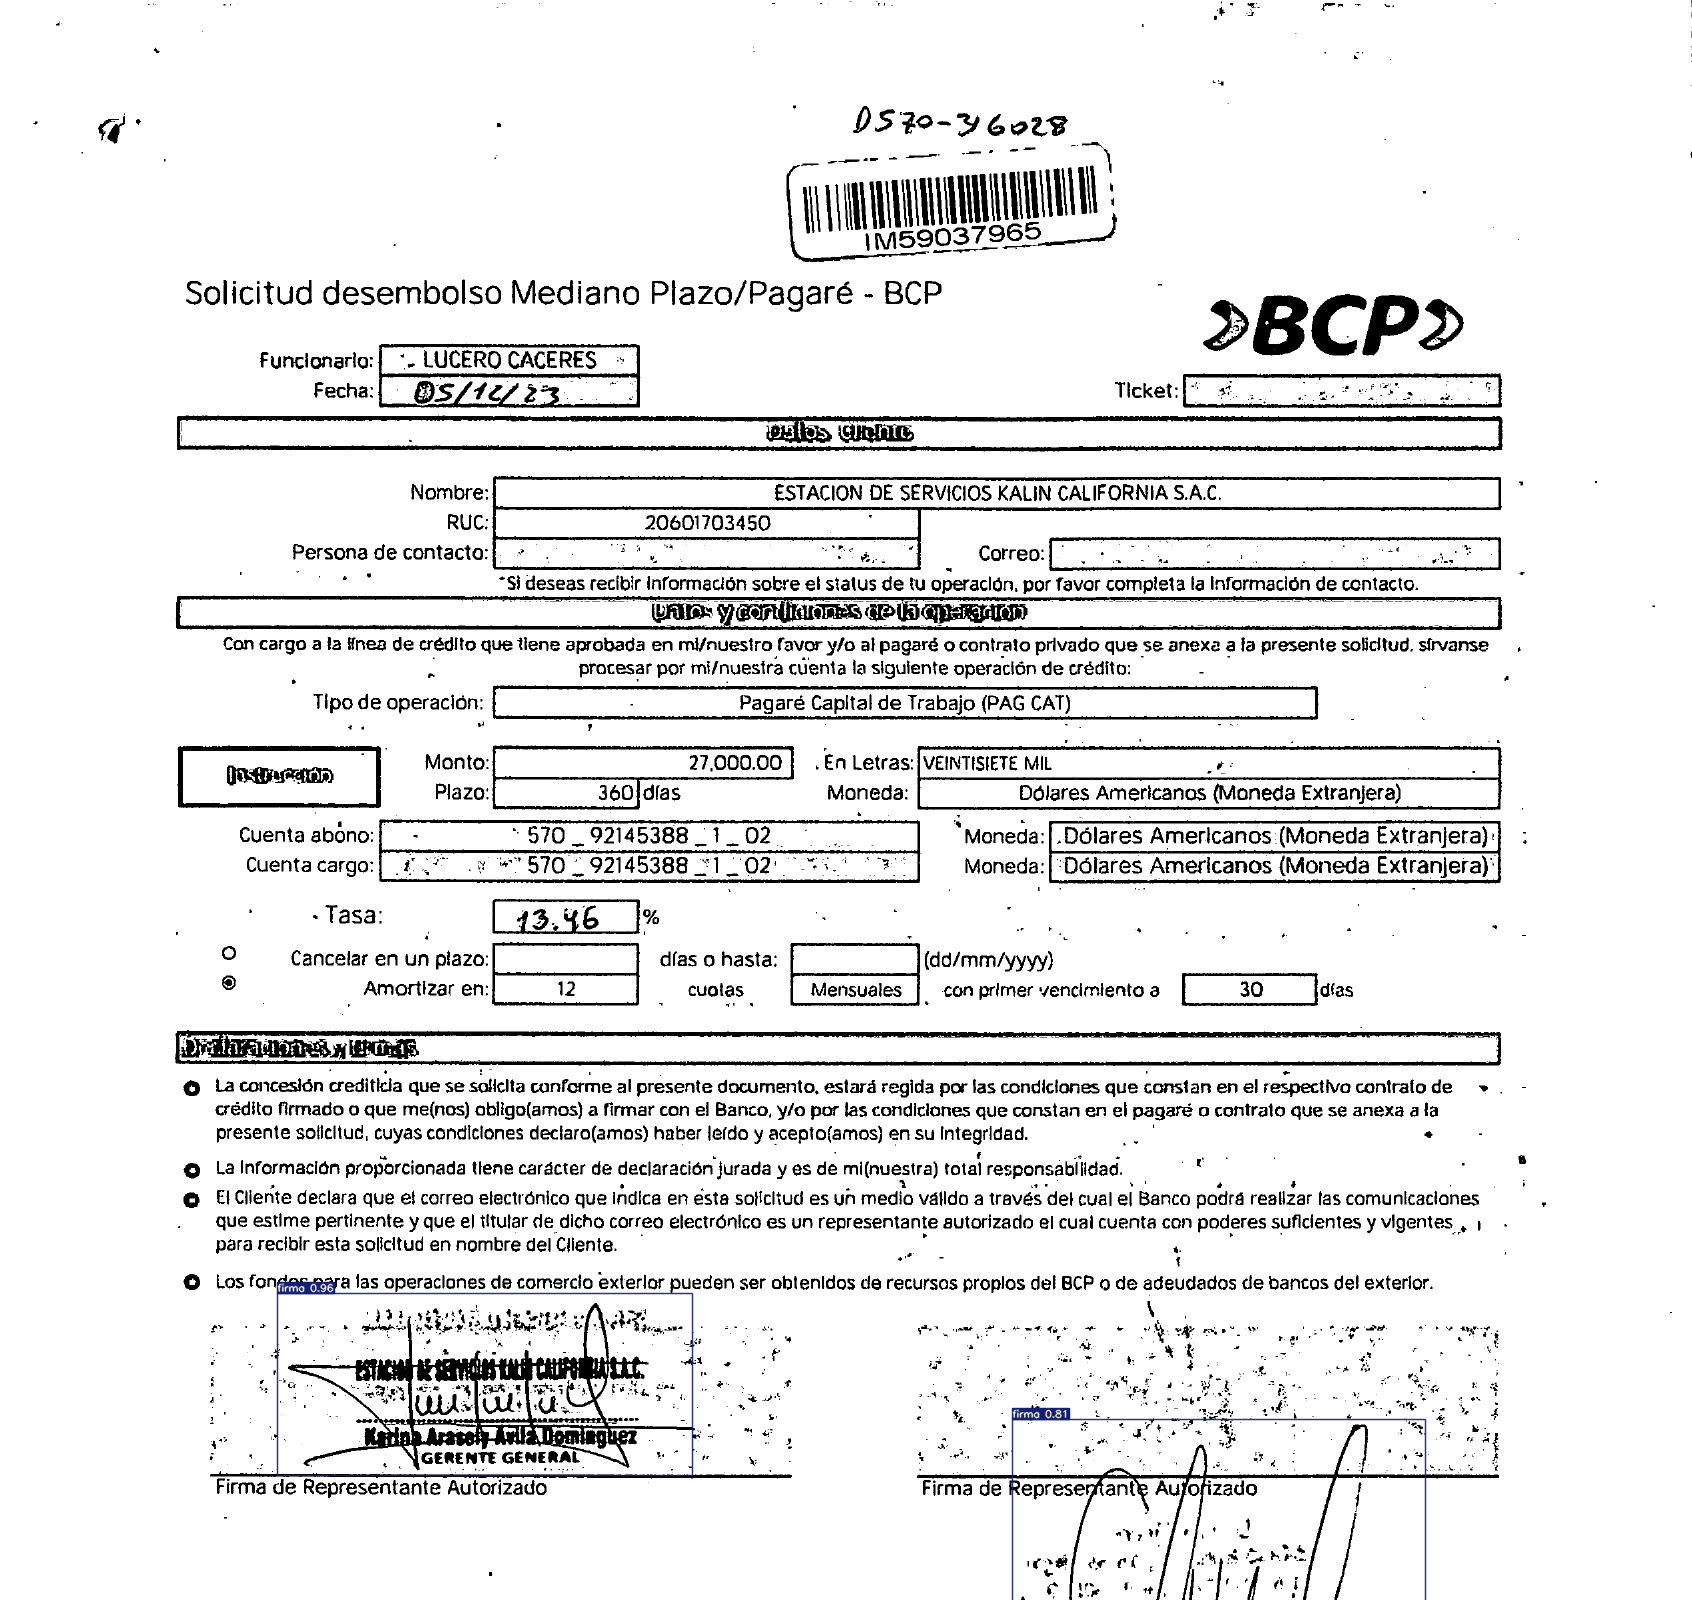 DS70-316028
IM59037965
Solicitud desembolso Mediano Plazo/Pagaré - BCP
BCP
Funcionario: LUCERO CACERES
Fecha: 05/12/23
Ticket:
Datos Cliente
Nombre: ESTACION DE SERVICIOS KALIN CALIFORNIA S.A.C.
RUC: 20601703450
Persona de contacto: Correo:
*Si deseas recibir información sobre el status de tu operación, por favor completa la información de contacto.
Datos y condiciones de la operación
Con cargo a la línea de crédito que tiene aprobada en mi/nuestro favor y/o al pagaré o contrato privado que se anexa a la presente solicitud, sírvanse
procesar por mi/nuestra cuenta la siguiente operación de crédito:
Tipo de operación: Pagaré Capital de Trabajo (PAG CAT)
Instrucción
Monto: 27,000.00 En Letras: VEINTISIETE MIL
Plazo: 360 días Moneda: Dólares Americanos (Moneda Extranjera)
Cuenta abono: 570 _ 92145388 _ 1 _ 02 Moneda: Dólares Americanos (Moneda Extranjera)
Cuenta cargo: 570 _ 92145388 _ 1 _ 02 Moneda: Dólares Americanos (Moneda Extranjera)
Tasa: 13.46 %
Cancelar en un plazo: días o hasta: (dd/mm/yyyy)
Amortizar en: 12 cuotas Mensuales con primer vencimiento a 30 días
La concesión crediticia que se solicita conforme al presente documento, estará regida por las condiciones que constan en el respectivo contrato de
crédito firmado o que me(nos) obligo(amos) a firmar con el Banco, y/o por las condiciones que constan en el pagaré o contrato que se anexa a la
presente solicitud, cuyas condiciones declaro(amos) haber leído y acepto(amos) en su integridad.
La información proporcionada tiene carácter de declaración jurada y es de mi(nuestra) total responsabilidad.
El Cliente declara que el correo electrónico que indica en esta solicitud es un medio válido a través del cual el Banco podrá realizar las comunicaciones
que estime pertinente y que el titular de dicho correo electrónico es un representante autorizado el cual cuenta con poderes suficientes y vigentes
para recibir esta solicitud en nombre del Cliente.
Los fondos para las operaciones de comercio exterior pueden ser obtenidos de recursos propios del BCP o de adeudados de bancos del exterior.
firma 0.96
ESTACION DE SERVICIOS KALIN CALIFORNIA S.A.C.
Karina Arasely Avila Dominguez
GERENTE GENERAL
Firma de Representante Autorizado
firma 0.81
Firma de Representante Autorizado